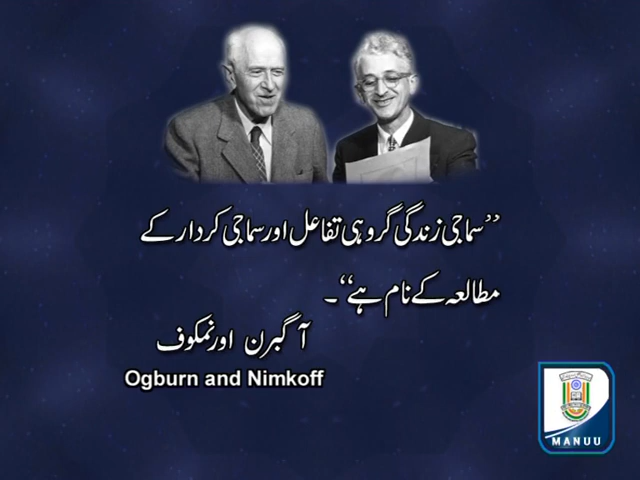 ”سماجی زندگی گروہی تفاعل اور سماجی کردار کے
مطالعہ کے نام ہے“۔
آگبرن اور نمکوف
Ogburn and Nimkoff
MANUU